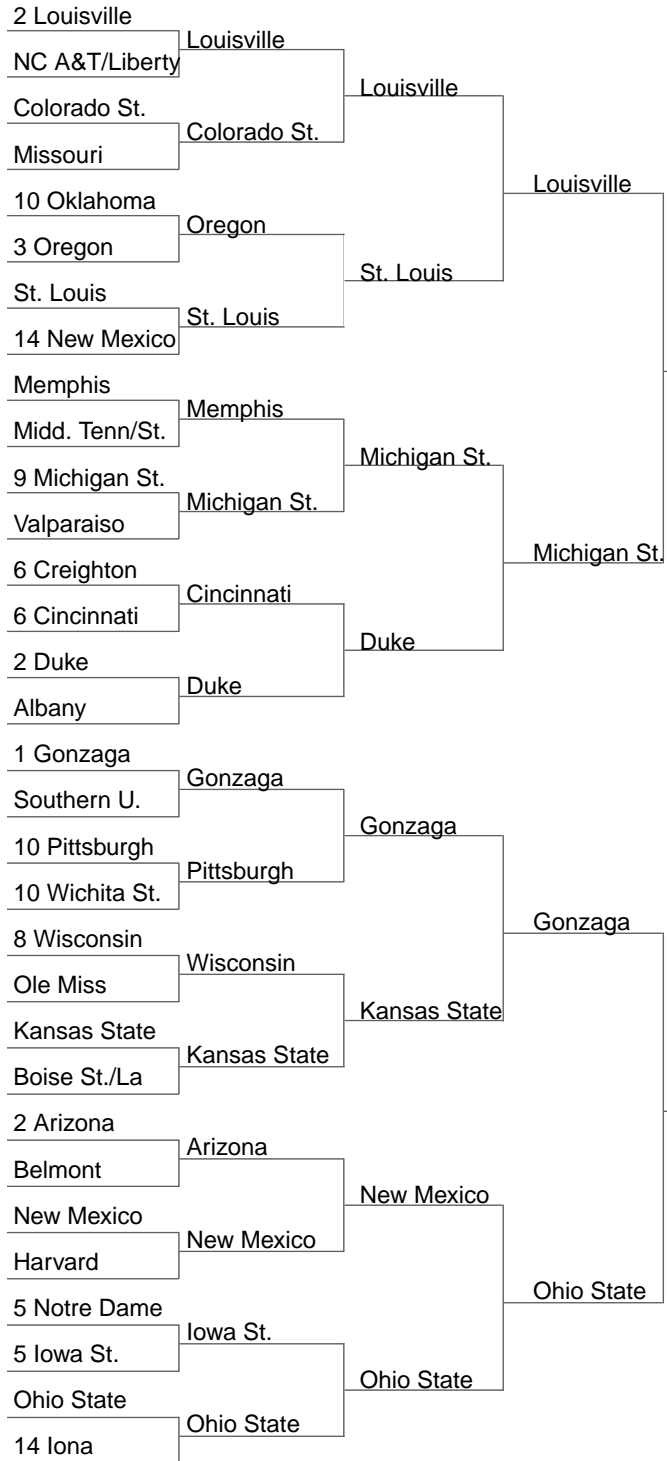 2 Louisville
NC A&T/Liberty
Colorado St.
Missouri
10 Oklahoma
3 Oregon
St. Louis
14 New Mexico
Memphis
Midd. Tenn/St.
9 Michigan St.
Valparaiso
6 Creighton
6 Cincinnati
2 Duke
Albany
1 Gonzaga
Southern U.
10 Pittsburgh
10 Wichita St.
8 Wisconsin
Ole Miss
Kansas State
Boise St./La
2 Arizona
Belmont
New Mexico
Harvard
5 Notre Dame
5 Iowa St.
Ohio State
14 Iona
Louisville
Colorado St.
Oregon
St. Louis
Memphis
Michigan St.
Cincinnati
Duke
Gonzaga
Pittsburgh
Wisconsin
Kansas State
Arizona
New Mexico
Iowa St.
Ohio State
Louisville
St. Louis
Michigan St.
Duke
Gonzaga
Kansas State
New Mexico
Ohio State
Louisville
Michigan St.
Gonzaga
Ohio State